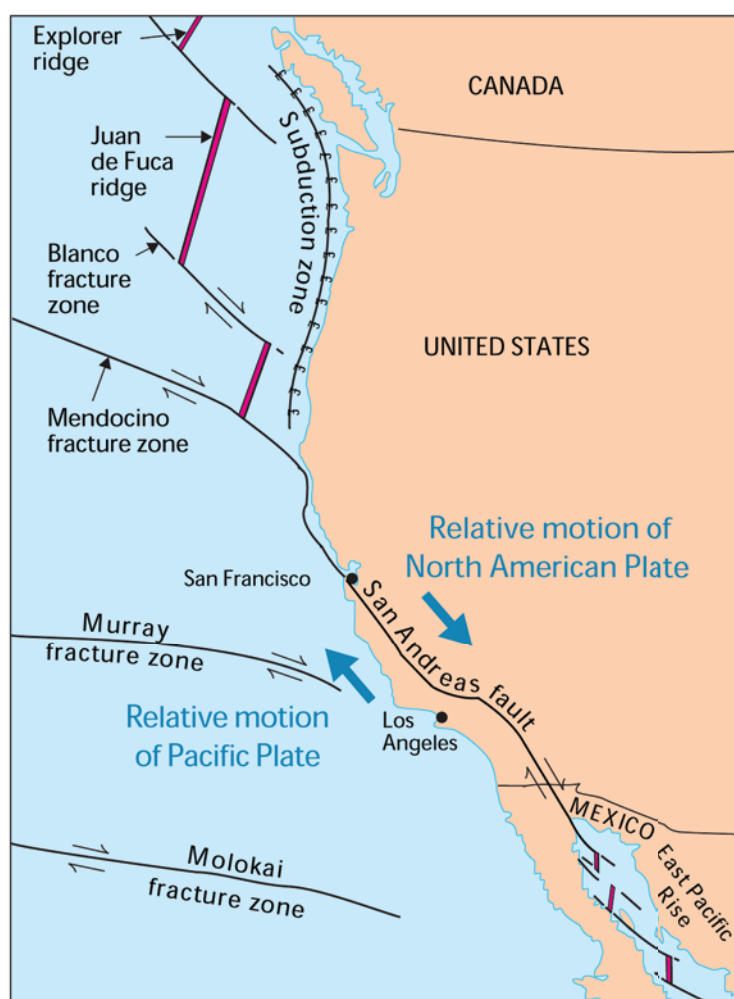 Explorer
ridge
CANADA
Juan
de Fuca
ridge
Subduction zone
Blanco
fracture
zone
UNITED STATES
Mendocino
fracture zone
Relative motion of
North American Plate
San Francisco
San Andreas fault
Murray
fracture zone
Relative motion
of Pacific Plate
Los
Angeles
MEXICO
East Pacific
Rise
Molokai
fracture zone